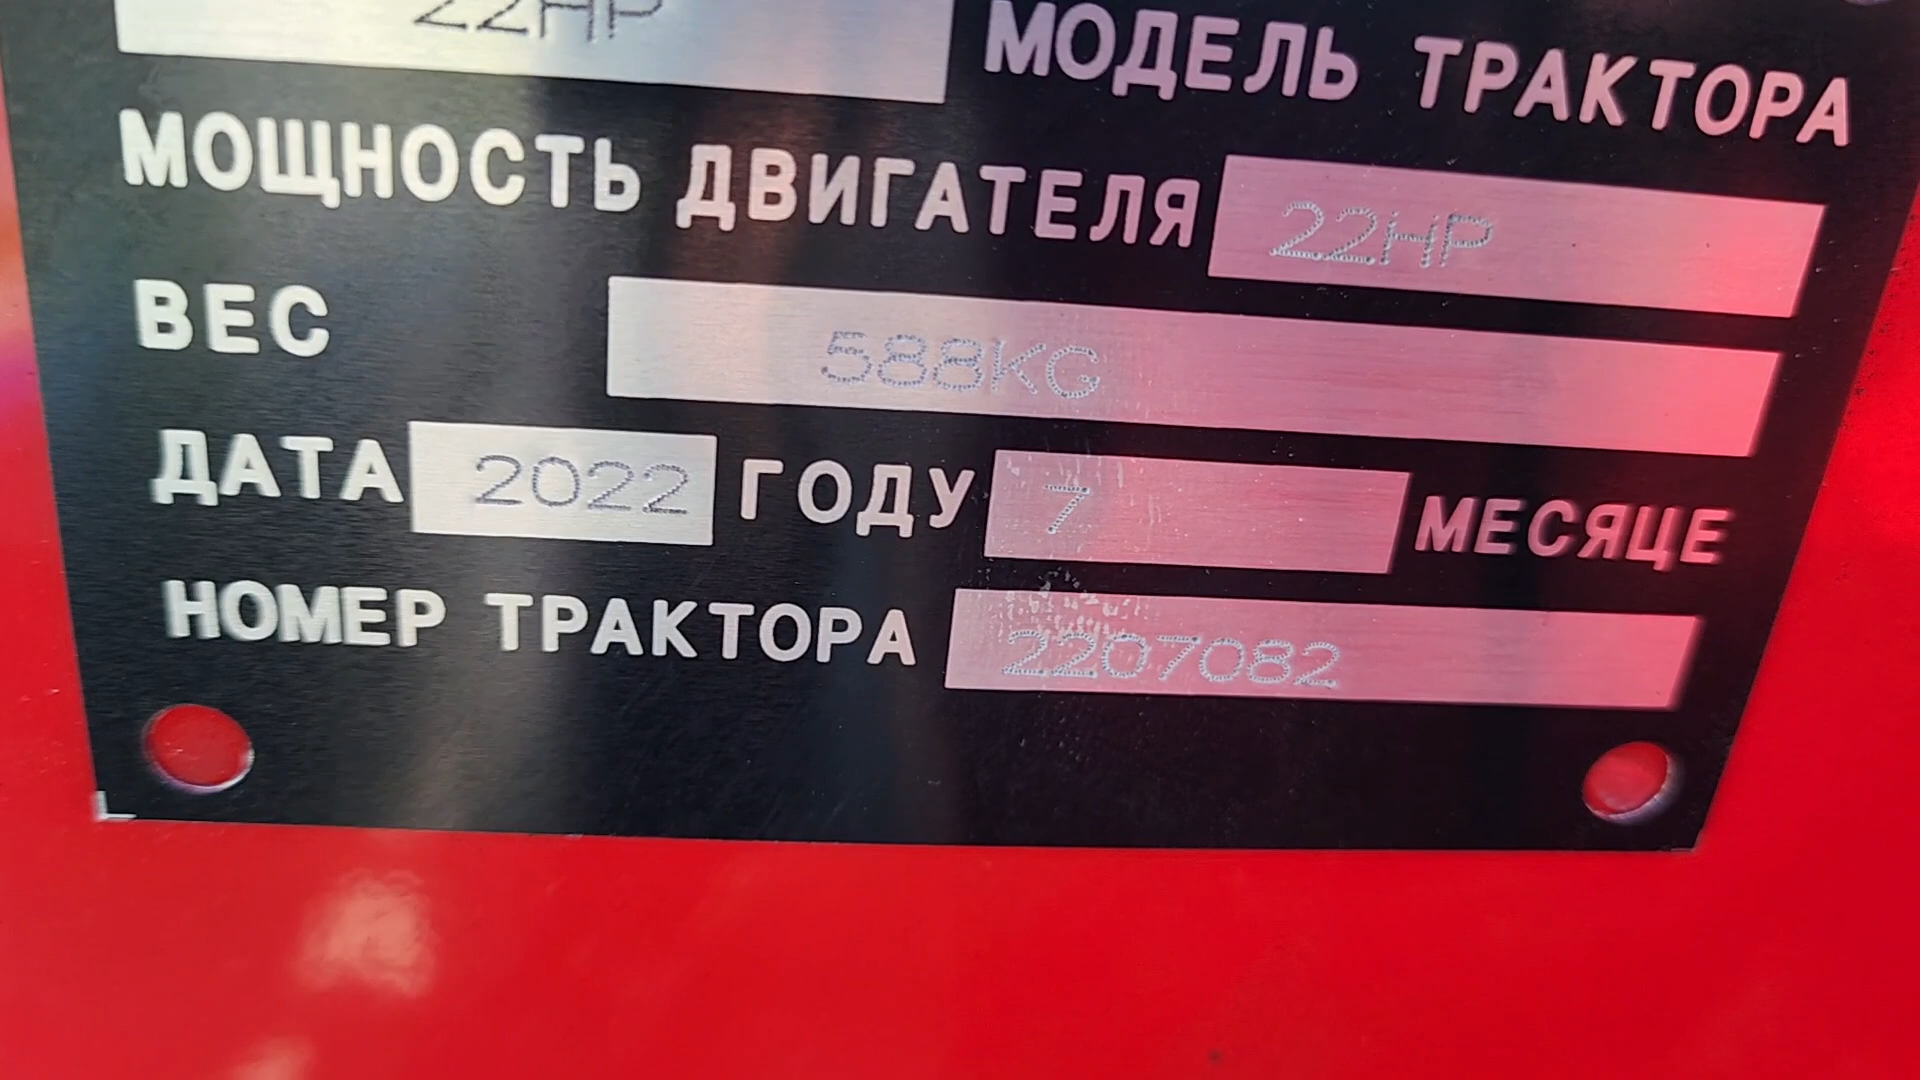 22HP МОДЕЛЬ ТРАКТОРА
МОЩНОСТЬ ДВИГАТЕЛЯ 22HP
ВЕС 588KG
ДАТА 2022 ГОДУ 7 МЕСЯЦЕ
НОМЕР ТРАКТОРА 2207082